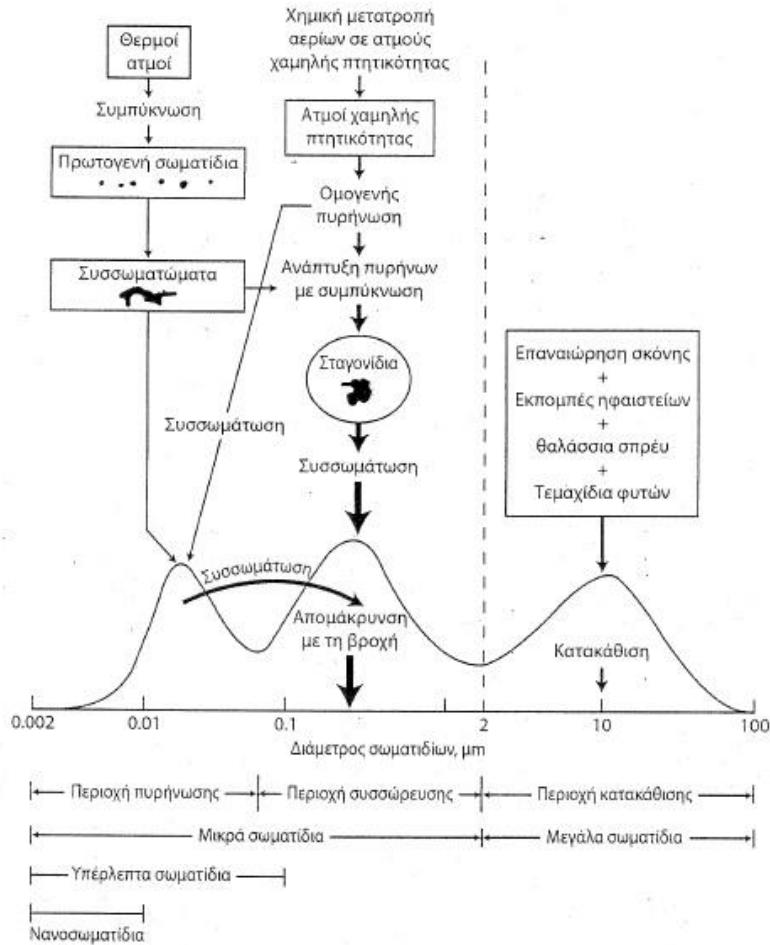 Θερμοί
ατμοί
Συμπύκνωση
Πρωτογενή σωματίδια
Συσσωματώματα
Χημική μετατροπή
αερίων σε ατμούς
χαμηλής πτητικότητας
Ατμοί χαμηλής
πτητικότητας
Ομογενής
πυρήνωση
Ανάπτυξη πυρήνων
με συμπύκνωση
Σταγονίδια
Συσσωμάτωση
Συσσωμάτωση
Επαναιώρηση σκόνης
+
Εκπομπές ηφαιστείων
+
θαλάσσια σπρέυ
+
Τεμαχίδια φυτών
Συσσωμάτωση
Απομάκρυνση
με τη βροχή
Κατακάθιση
0.002 0.01 0.1 2 10 100
Διάμετρος σωματιδίων, μm
Περιοχή πυρήνωσης Περιοχή συσσώρευσης Περιοχή κατακάθισης
Μικρά σωματίδια Μεγάλα σωματίδια
Υπέρλεπτα σωματίδια
Νανοσωματίδια